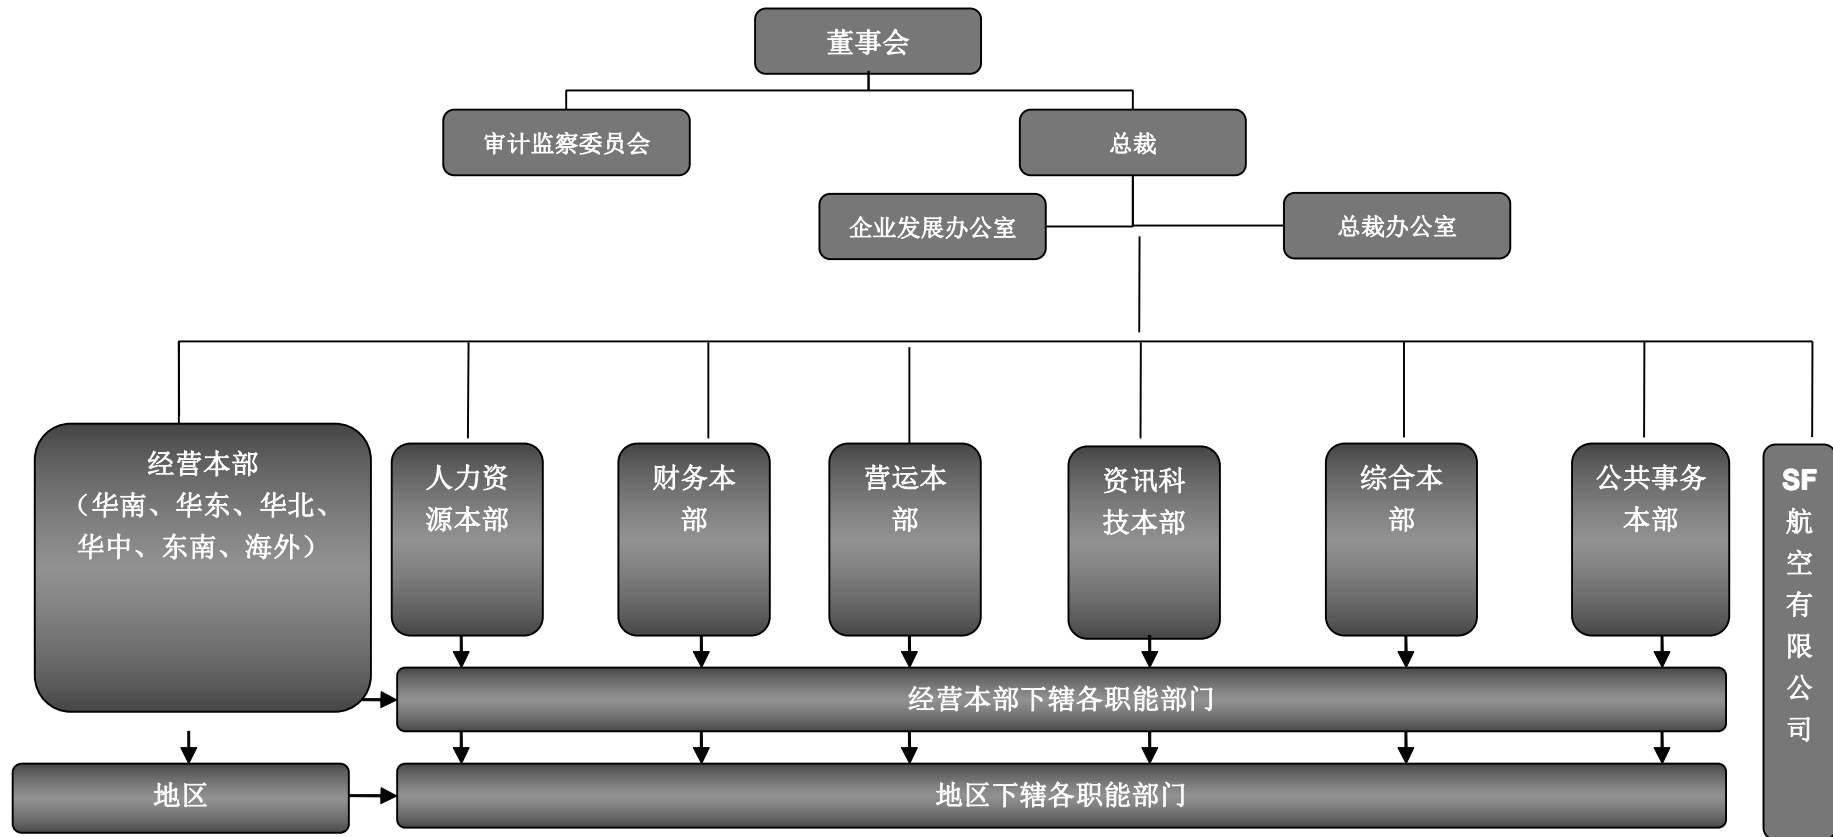 董事会
审计监察委员会
总裁
企业发展办公室
总裁办公室
经营本部
（华南、华东、华北、
华中、东南、海外）
人力资
源本部
财务本
部
营运本
部
资讯科
技本部
综合本
部
公共事务
本部
SF
航
空
有
限
公
司
经营本部下辖各职能部门
地区
地区下辖各职能部门